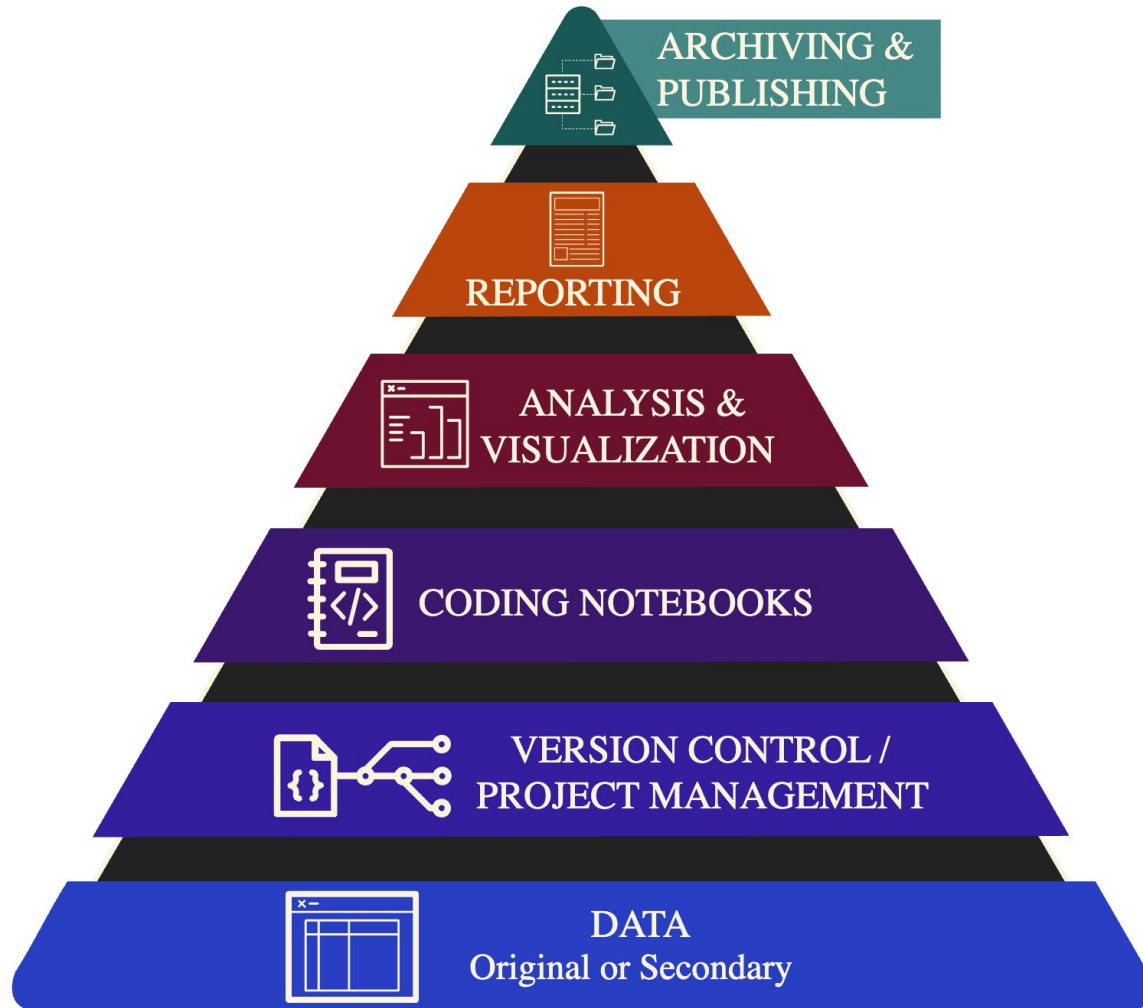 ARCHIVING &
PUBLISHING
REPORTING
ANALYSIS &
VISUALIZATION
CODING NOTEBOOKS
VERSION CONTROL /
PROJECT MANAGEMENT
DATA
Original or Secondary